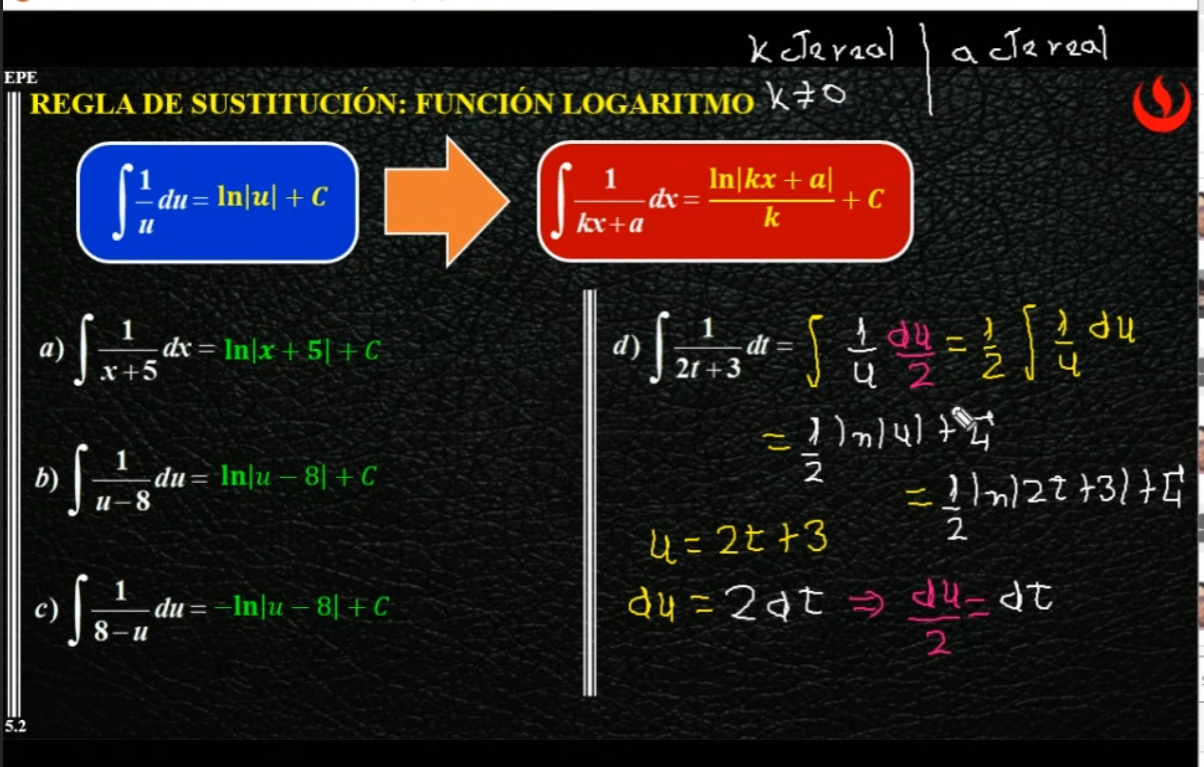 k cte real | a cte real
k≠0
EPE
REGLA DE SUSTITUCIÓN: FUNCIÓN LOGARITMO
∫ 1/u du = ln|u| + C
∫ 1/(kx+a) dx = ln|kx + a|/k + C
a) ∫ 1/(x+5) dx = ln|x + 5| + C
b) ∫ 1/(u−8) du = ln|u − 8| + C
c) ∫ 1/(8−u) du = −ln|u − 8| + C
d) ∫ 1/(2t+3) dt = ∫ 1/u du/2 = 1/2 ∫ 1/u du
= 1/2 ln|u| + C
= 1/2 ln|2t+3| + C
u = 2t+3
du = 2dt ⇒ du/2 = dt
5.2